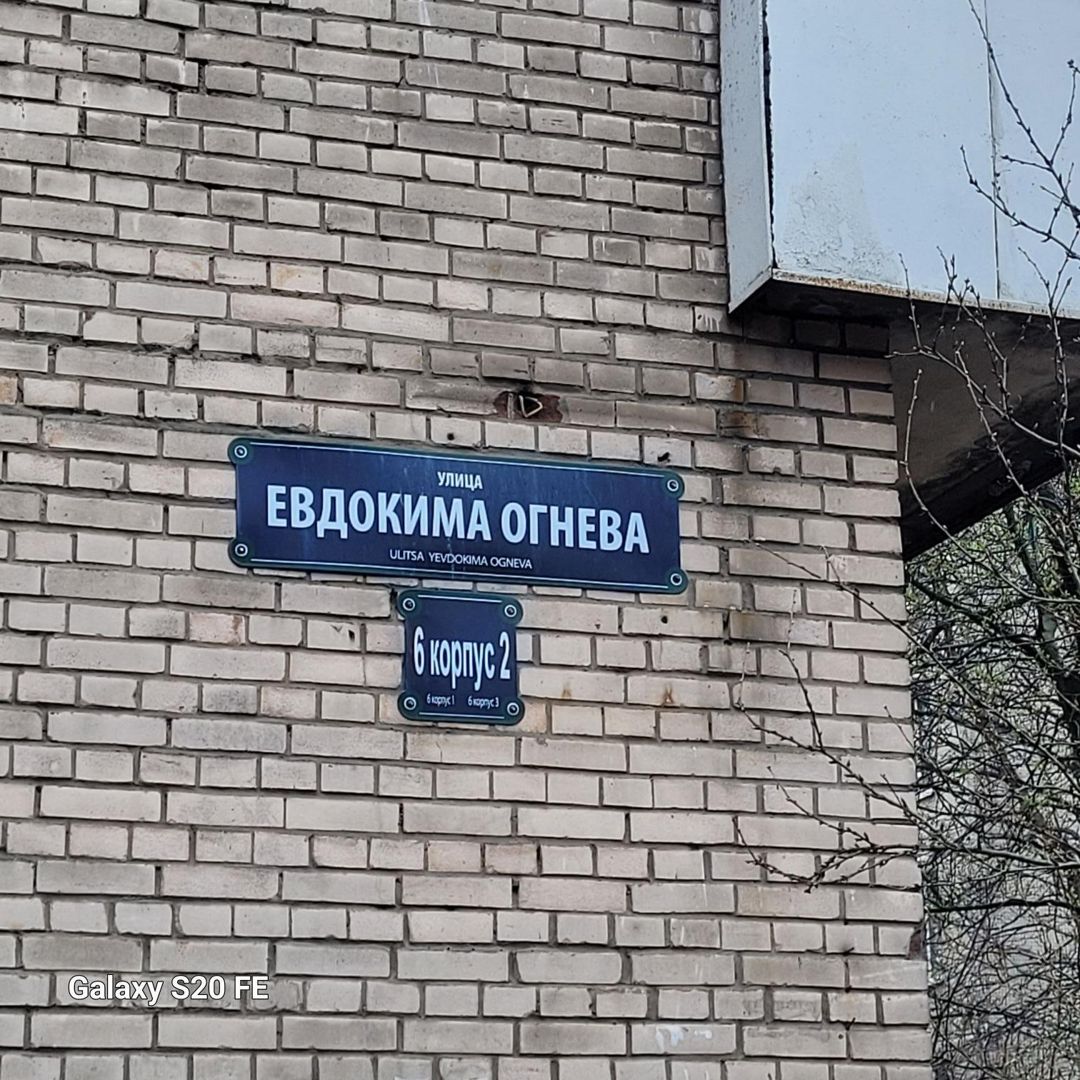 УЛИЦА
ЕВДОКИМА ОГНЕВА
ULITSA YEVDOKIMA OGNEVA
6 корпус 2
6 корпус 1 6 корпус 3
Galaxy S20 FE